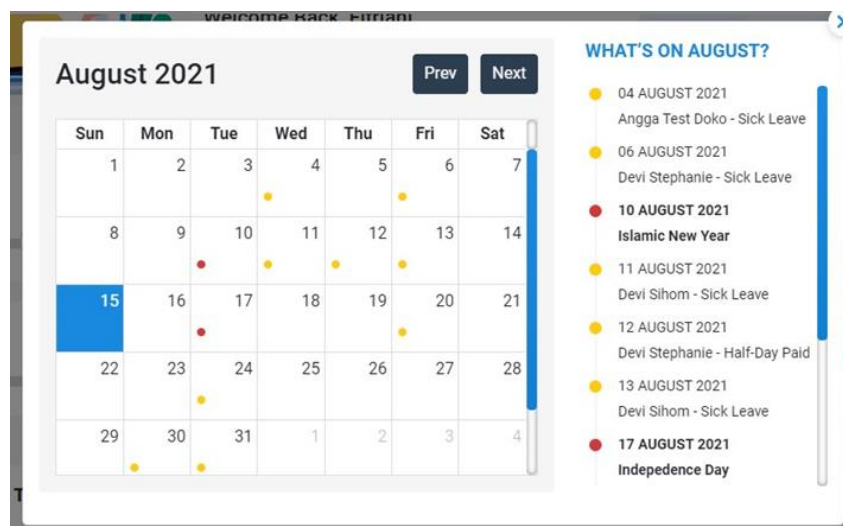 Welcome Back, Fitriani
August 2021
Prev
Next
Sun Mon Tue Wed Thu Fri Sat
1 2 3 4 5 6 7
8 9 10 11 12 13 14
15 16 17 18 19 20 21
22 23 24 25 26 27 28
29 30 31 1 2 3 4
WHAT'S ON AUGUST?
04 AUGUST 2021
Angga Test Doko - Sick Leave
06 AUGUST 2021
Devi Stephanie - Sick Leave
10 AUGUST 2021
Islamic New Year
11 AUGUST 2021
Devi Sihom - Sick Leave
12 AUGUST 2021
Devi Stephanie - Half-Day Paid
13 AUGUST 2021
Devi Sihom - Sick Leave
17 AUGUST 2021
Indepedence Day